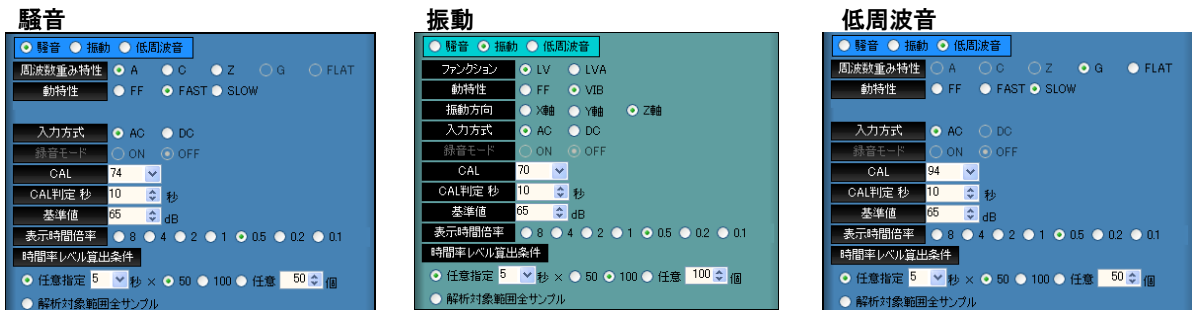 騒音
騒音 振動 低周波音
周波数重み特性 A C Z G FLAT
動特性 FF FAST SLOW
入力方式 AC DC
録音モード ON OFF
CAL 74
CAL判定 秒 10 秒
基準値 65 dB
表示時間倍率 8 4 2 1 0.5 0.2 0.1
時間率レベル算出条件
任意指定 5 秒 × 50 100 任意 50 個
解析対象範囲全サンプル
振動
騒音 振動 低周波音
ファンクション LV LVA
動特性 FF VIB
振動方向 X軸 Y軸 Z軸
入力方式 AC DC
録音モード ON OFF
CAL 70
CAL判定 秒 10 秒
基準値 65 dB
表示時間倍率 8 4 2 1 0.5 0.2 0.1
時間率レベル算出条件
任意指定 5 秒 × 50 100 任意 100 個
解析対象範囲全サンプル
低周波音
騒音 振動 低周波音
周波数重み特性 A C Z G FLAT
動特性 FF FAST SLOW
入力方式 AC DC
録音モード ON OFF
CAL 94
CAL判定 秒 10 秒
基準値 65 dB
表示時間倍率 8 4 2 1 0.5 0.2 0.1
時間率レベル算出条件
任意指定 5 秒 × 50 100 任意 50 個
解析対象範囲全サンプル